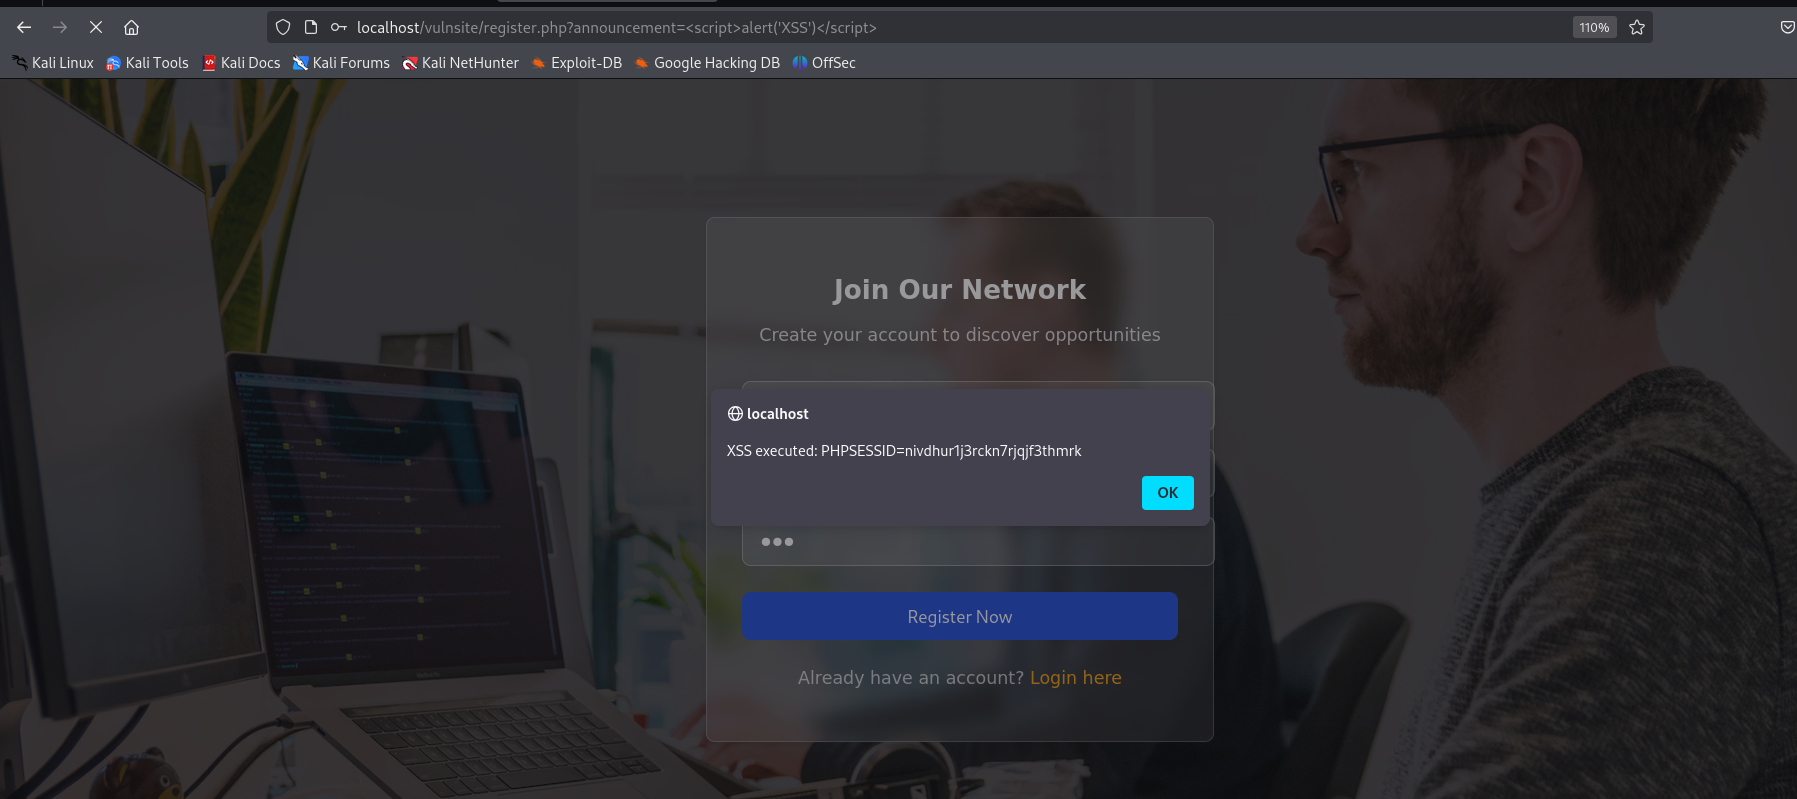 localhost/vulnsite/register.php?announcement=<script>alert('XSS')</script>
110%
Kali Linux Kali Tools Kali Docs Kali Forums Kali NetHunter Exploit-DB Google Hacking DB OffSec
Join Our Network
Create your account to discover opportunities
localhost
XSS executed: PHPSESSID=nivdhur1j3rckn7rjqjf3thmrk
OK
Register Now
Already have an account? Login here